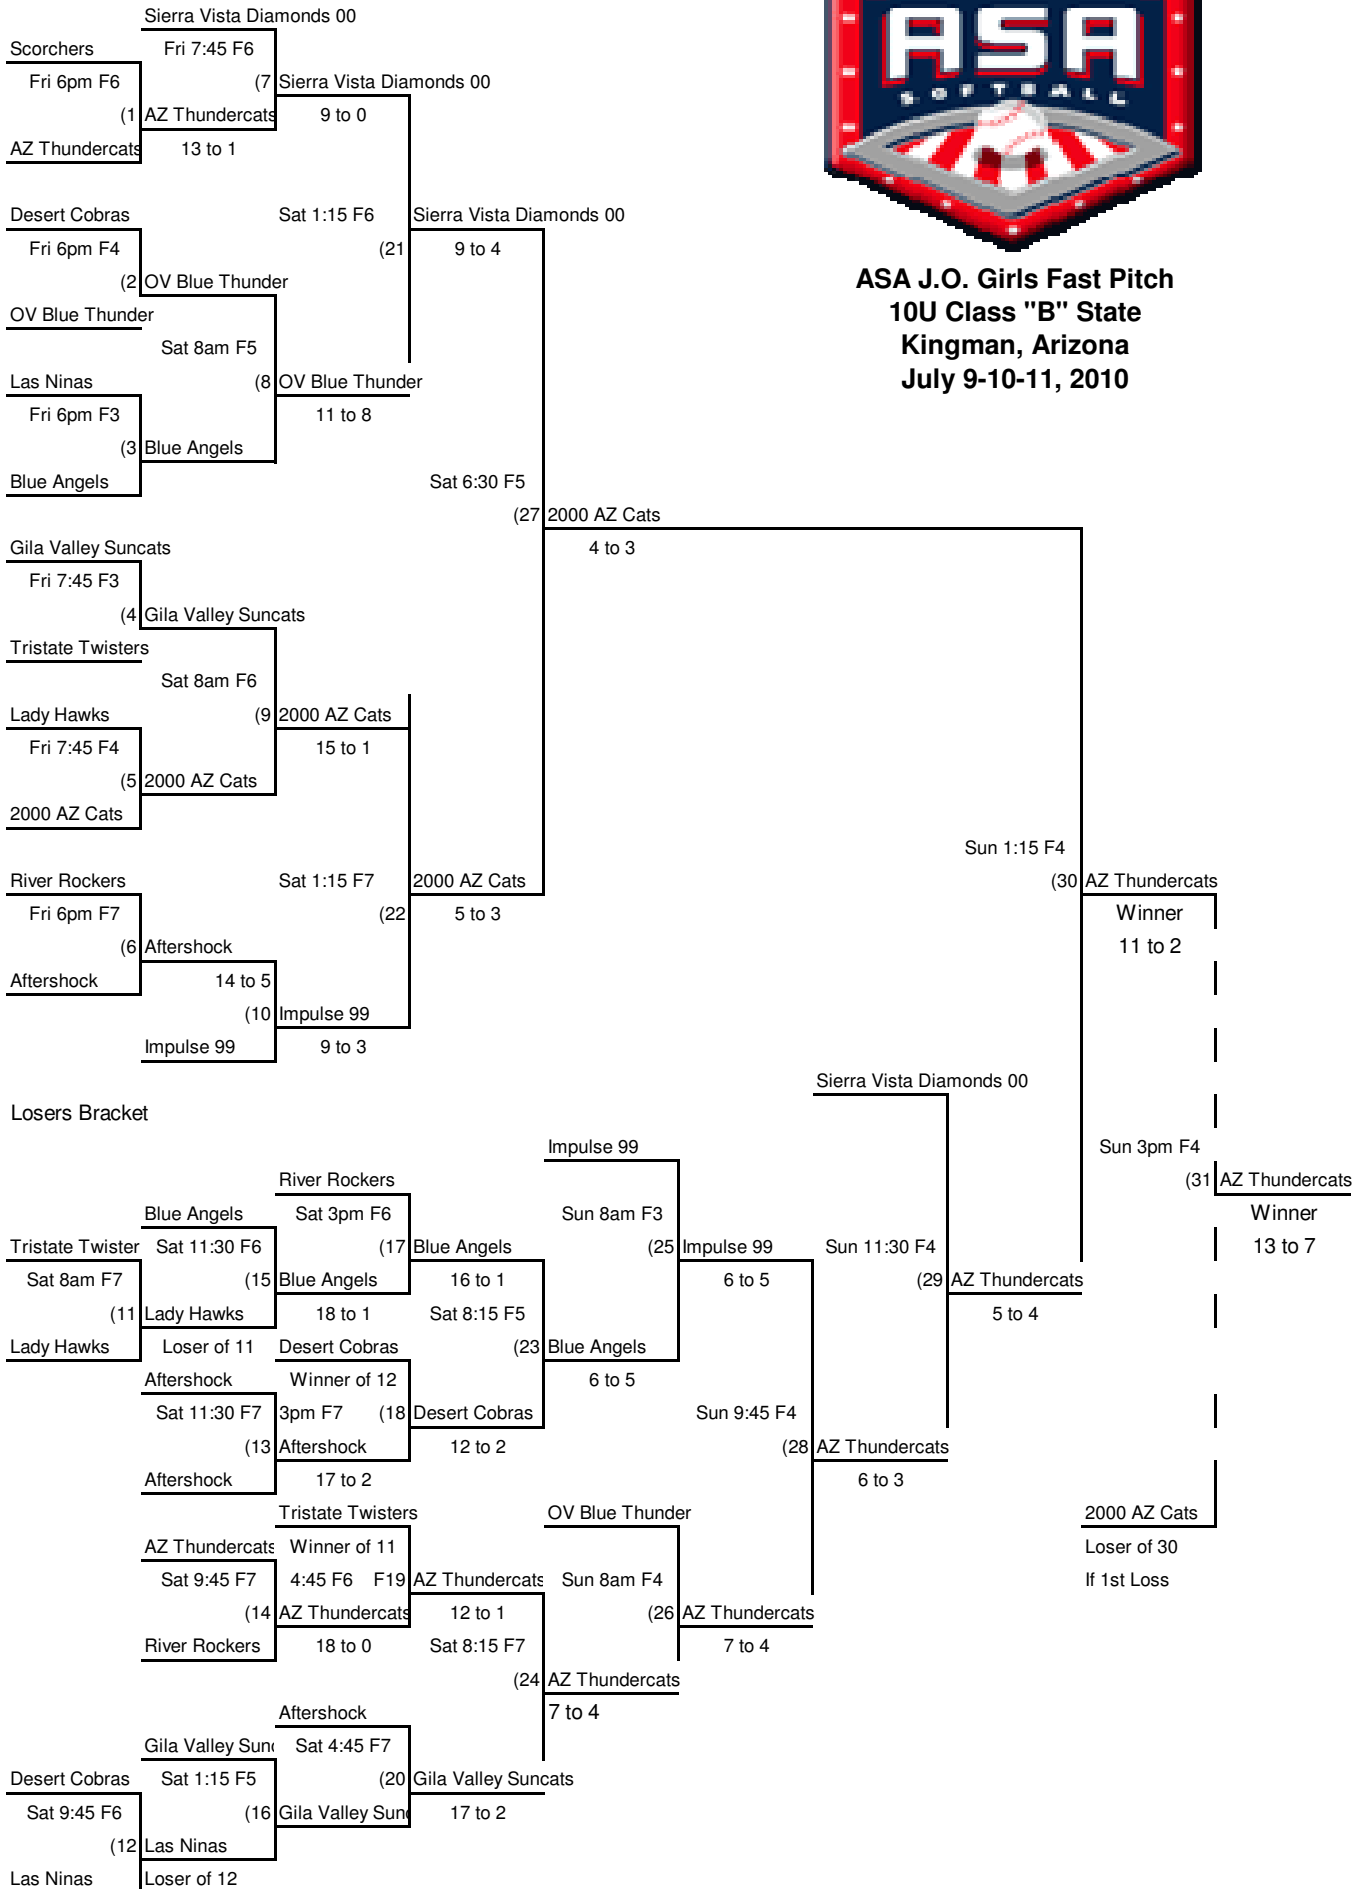 Sierra Vista Diamonds 00
Scorchers
Fri 7:45 F6
Fri 6pm F6
(7 Sierra Vista Diamonds 00
(1 AZ Thundercats
9 to 0
AZ Thundercats
13 to 1
ASA
SOFTBALL
Desert Cobras
Sat 1:15 F6
Sierra Vista Diamonds 00
Fri 6pm F4
(21
9 to 4
(2 OV Blue Thunder
OV Blue Thunder
Sat 8am F5
Las Ninas
(8 OV Blue Thunder
Fri 6pm F3
11 to 8
(3 Blue Angels
Blue Angels
ASA J.O. Girls Fast Pitch
10U Class "B" State
Kingman, Arizona
July 9-10-11, 2010
Sat 6:30 F5
(27 2000 AZ Cats
4 to 3
Gila Valley Suncats
Fri 7:45 F3
(4 Gila Valley Suncats
Tristate Twisters
Sat 8am F6
Lady Hawks
(9 2000 AZ Cats
Fri 7:45 F4
15 to 1
(5 2000 AZ Cats
2000 AZ Cats
Sun 1:15 F4
River Rockers
Sat 1:15 F7
2000 AZ Cats
(30 AZ Thundercats
Fri 6pm F7
(22
5 to 3
Winner
(6 Aftershock
11 to 2
Aftershock
14 to 5
(10 Impulse 99
Impulse 99
9 to 3
Sierra Vista Diamonds 00
Losers Bracket
Impulse 99
Sun 3pm F4
River Rockers
(31 AZ Thundercats
Blue Angels
Sat 3pm F6
Sun 8am F3
Winner
Tristate Twister
Sat 11:30 F6
(17 Blue Angels
(25 Impulse 99
Sun 11:30 F4
13 to 7
Sat 8am F7
(15 Blue Angels
16 to 1
6 to 5
(29 AZ Thundercats
(11 Lady Hawks
18 to 1
Sat 8:15 F5
5 to 4
Lady Hawks
Loser of 11
Desert Cobras
(23 Blue Angels
Aftershock
Winner of 12
6 to 5
Sat 11:30 F7
3pm F7
(18 Desert Cobras
Sun 9:45 F4
(13 Aftershock
12 to 2
(28 AZ Thundercats
Aftershock
17 to 2
6 to 3
Tristate Twisters
OV Blue Thunder
2000 AZ Cats
AZ Thundercats
Winner of 11
Loser of 30
Sat 9:45 F7
4:45 F6
F19 AZ Thundercats
Sun 8am F4
If 1st Loss
(14 AZ Thundercats
12 to 1
(26 AZ Thundercats
River Rockers
18 to 0
Sat 8:15 F7
7 to 4
(24 AZ Thundercats
Aftershock
7 to 4
Gila Valley Sun
Sat 4:45 F7
Desert Cobras
Sat 1:15 F5
(20 Gila Valley Suncats
Sat 9:45 F6
(16 Gila Valley Sun
17 to 2
(12 Las Ninas
Las Ninas
Loser of 12